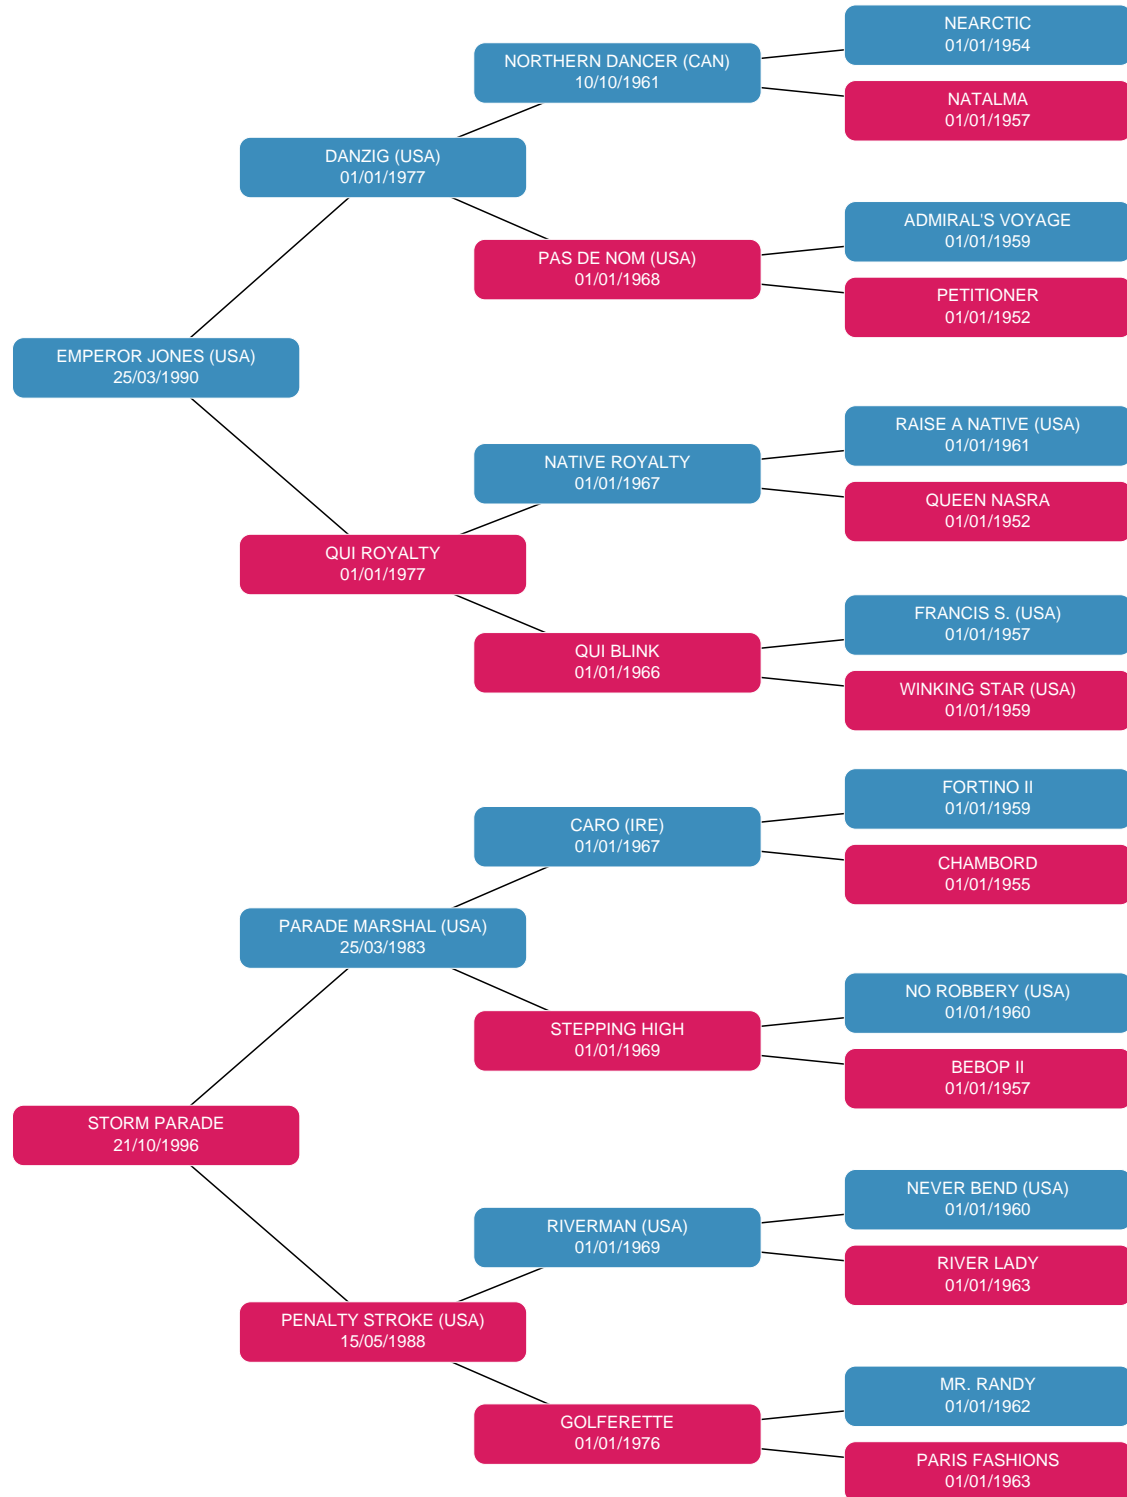 NEARCTIC
01/01/1954
NORTHERN DANCER (CAN)
10/10/1961
NATALMA
01/01/1957
DANZIG (USA)
01/01/1977
ADMIRAL'S VOYAGE
01/01/1959
PAS DE NOM (USA)
01/01/1968
PETITIONER
01/01/1952
EMPEROR JONES (USA)
25/03/1990
RAISE A NATIVE (USA)
01/01/1961
NATIVE ROYALTY
01/01/1967
QUEEN NASRA
01/01/1952
QUI ROYALTY
01/01/1977
FRANCIS S. (USA)
01/01/1957
QUI BLINK
01/01/1966
WINKING STAR (USA)
01/01/1959
FORTINO II
01/01/1959
CARO (IRE)
01/01/1967
CHAMBORD
01/01/1955
PARADE MARSHAL (USA)
25/03/1983
NO ROBBERY (USA)
01/01/1960
STEPPING HIGH
01/01/1969
BEBOP II
01/01/1957
STORM PARADE
21/10/1996
NEVER BEND (USA)
01/01/1960
RIVERMAN (USA)
01/01/1969
RIVER LADY
01/01/1963
PENALTY STROKE (USA)
15/05/1988
MR. RANDY
01/01/1962
GOLFERETTE
01/01/1976
PARIS FASHIONS
01/01/1963